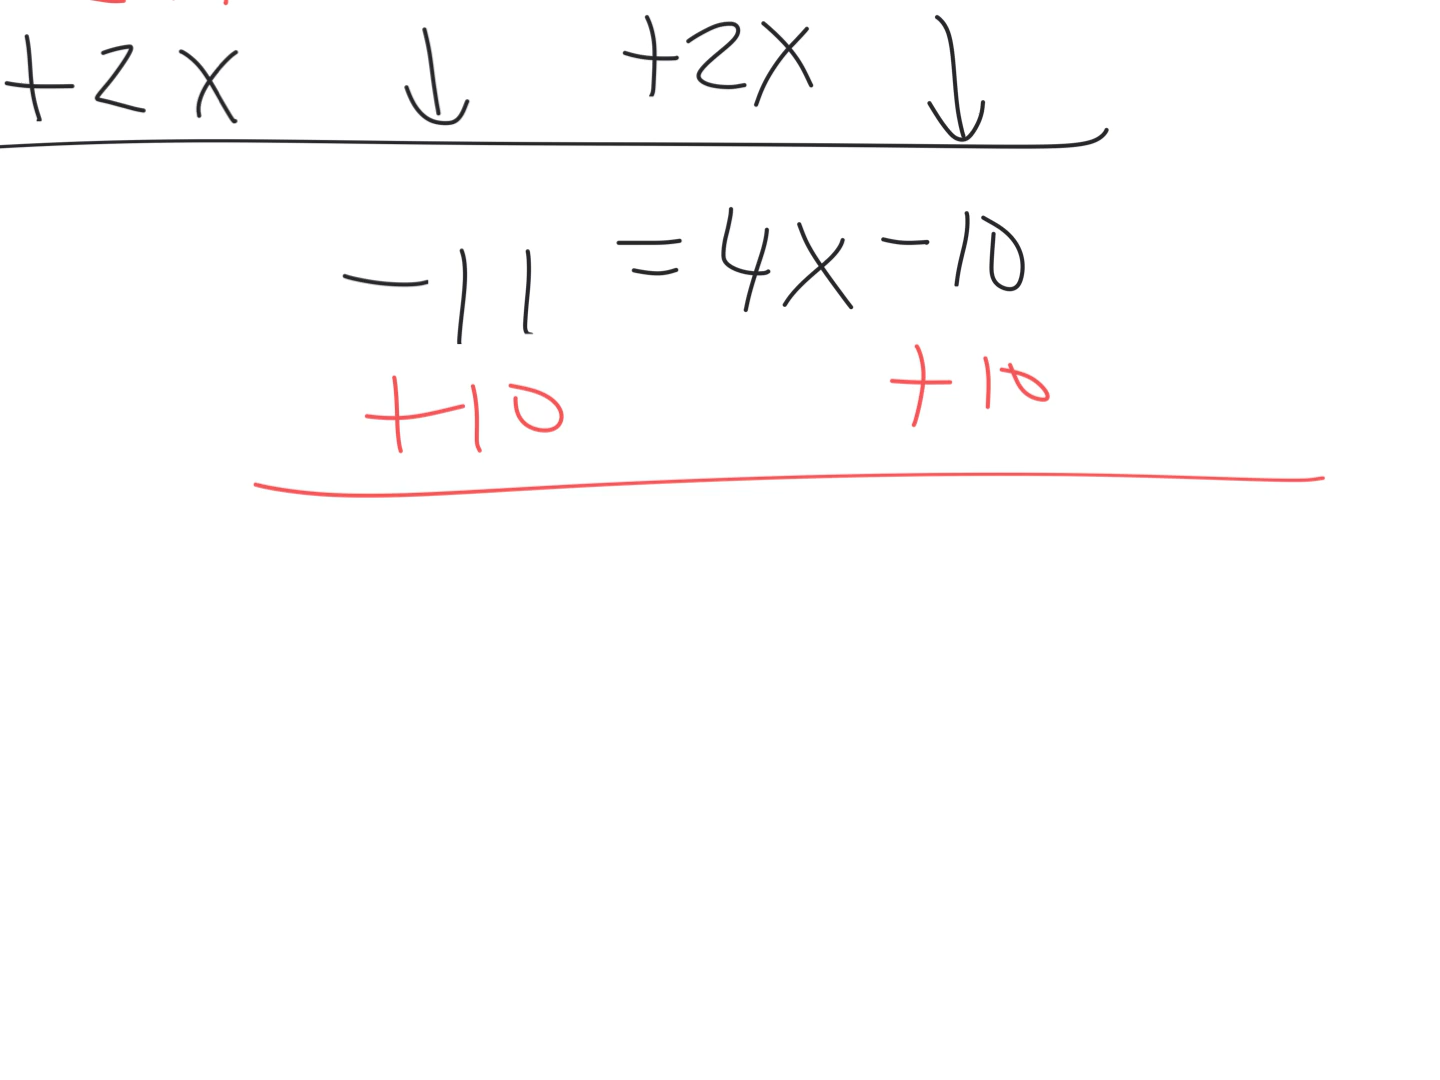 +2x ↓ +2x ↓
-11 = 4x -10
+10 +10